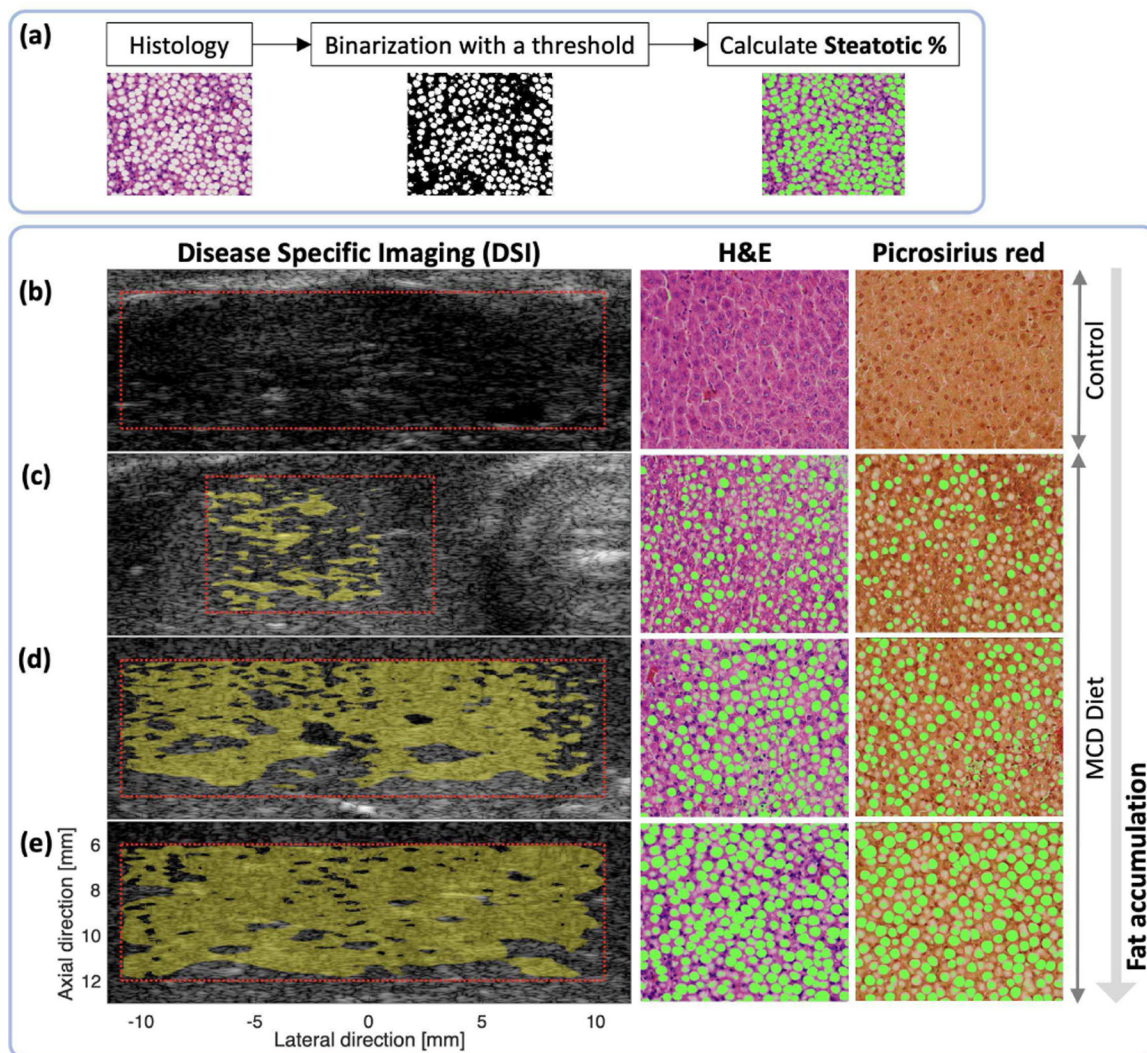 (a)
Histology
Binarization with a threshold
Calculate Steatotic %
Disease Specific Imaging (DSI)
H&E
Picrosirius red
(b)
Control
(c)
(d)
MCD Diet
(e)
6
8
10
12
Axial direction [mm]
-10
-5
0
5
10
Lateral direction [mm]
Fat accumulation